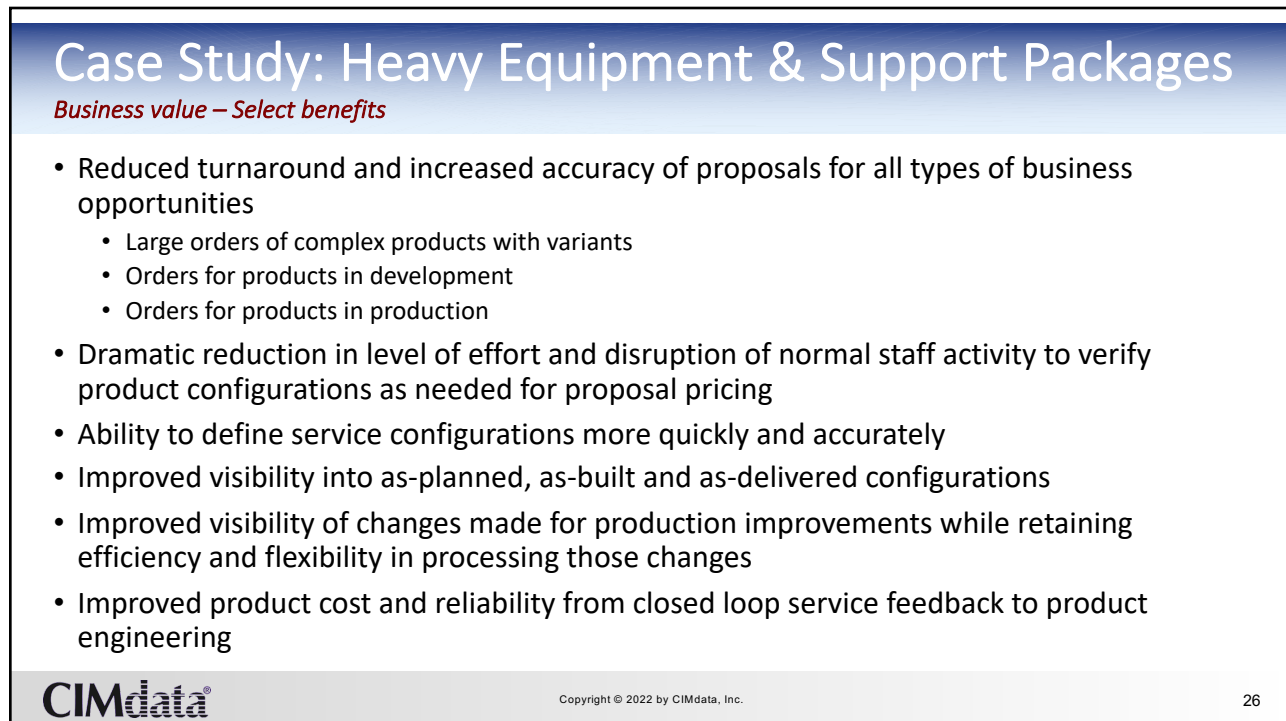 Case Study: Heavy Equipment & Support Packages
Business value – Select benefits
• Reduced turnaround and increased accuracy of proposals for all types of business
opportunities
• Large orders of complex products with variants
• Orders for products in development
• Orders for products in production
• Dramatic reduction in level of effort and disruption of normal staff activity to verify
product configurations as needed for proposal pricing
• Ability to define service configurations more quickly and accurately
• Improved visibility into as-planned, as-built and as-delivered configurations
• Improved visibility of changes made for production improvements while retaining
efficiency and flexibility in processing those changes
• Improved product cost and reliability from closed loop service feedback to product
engineering
CIMdata®
Copyright © 2022 by CIMdata, Inc.
26